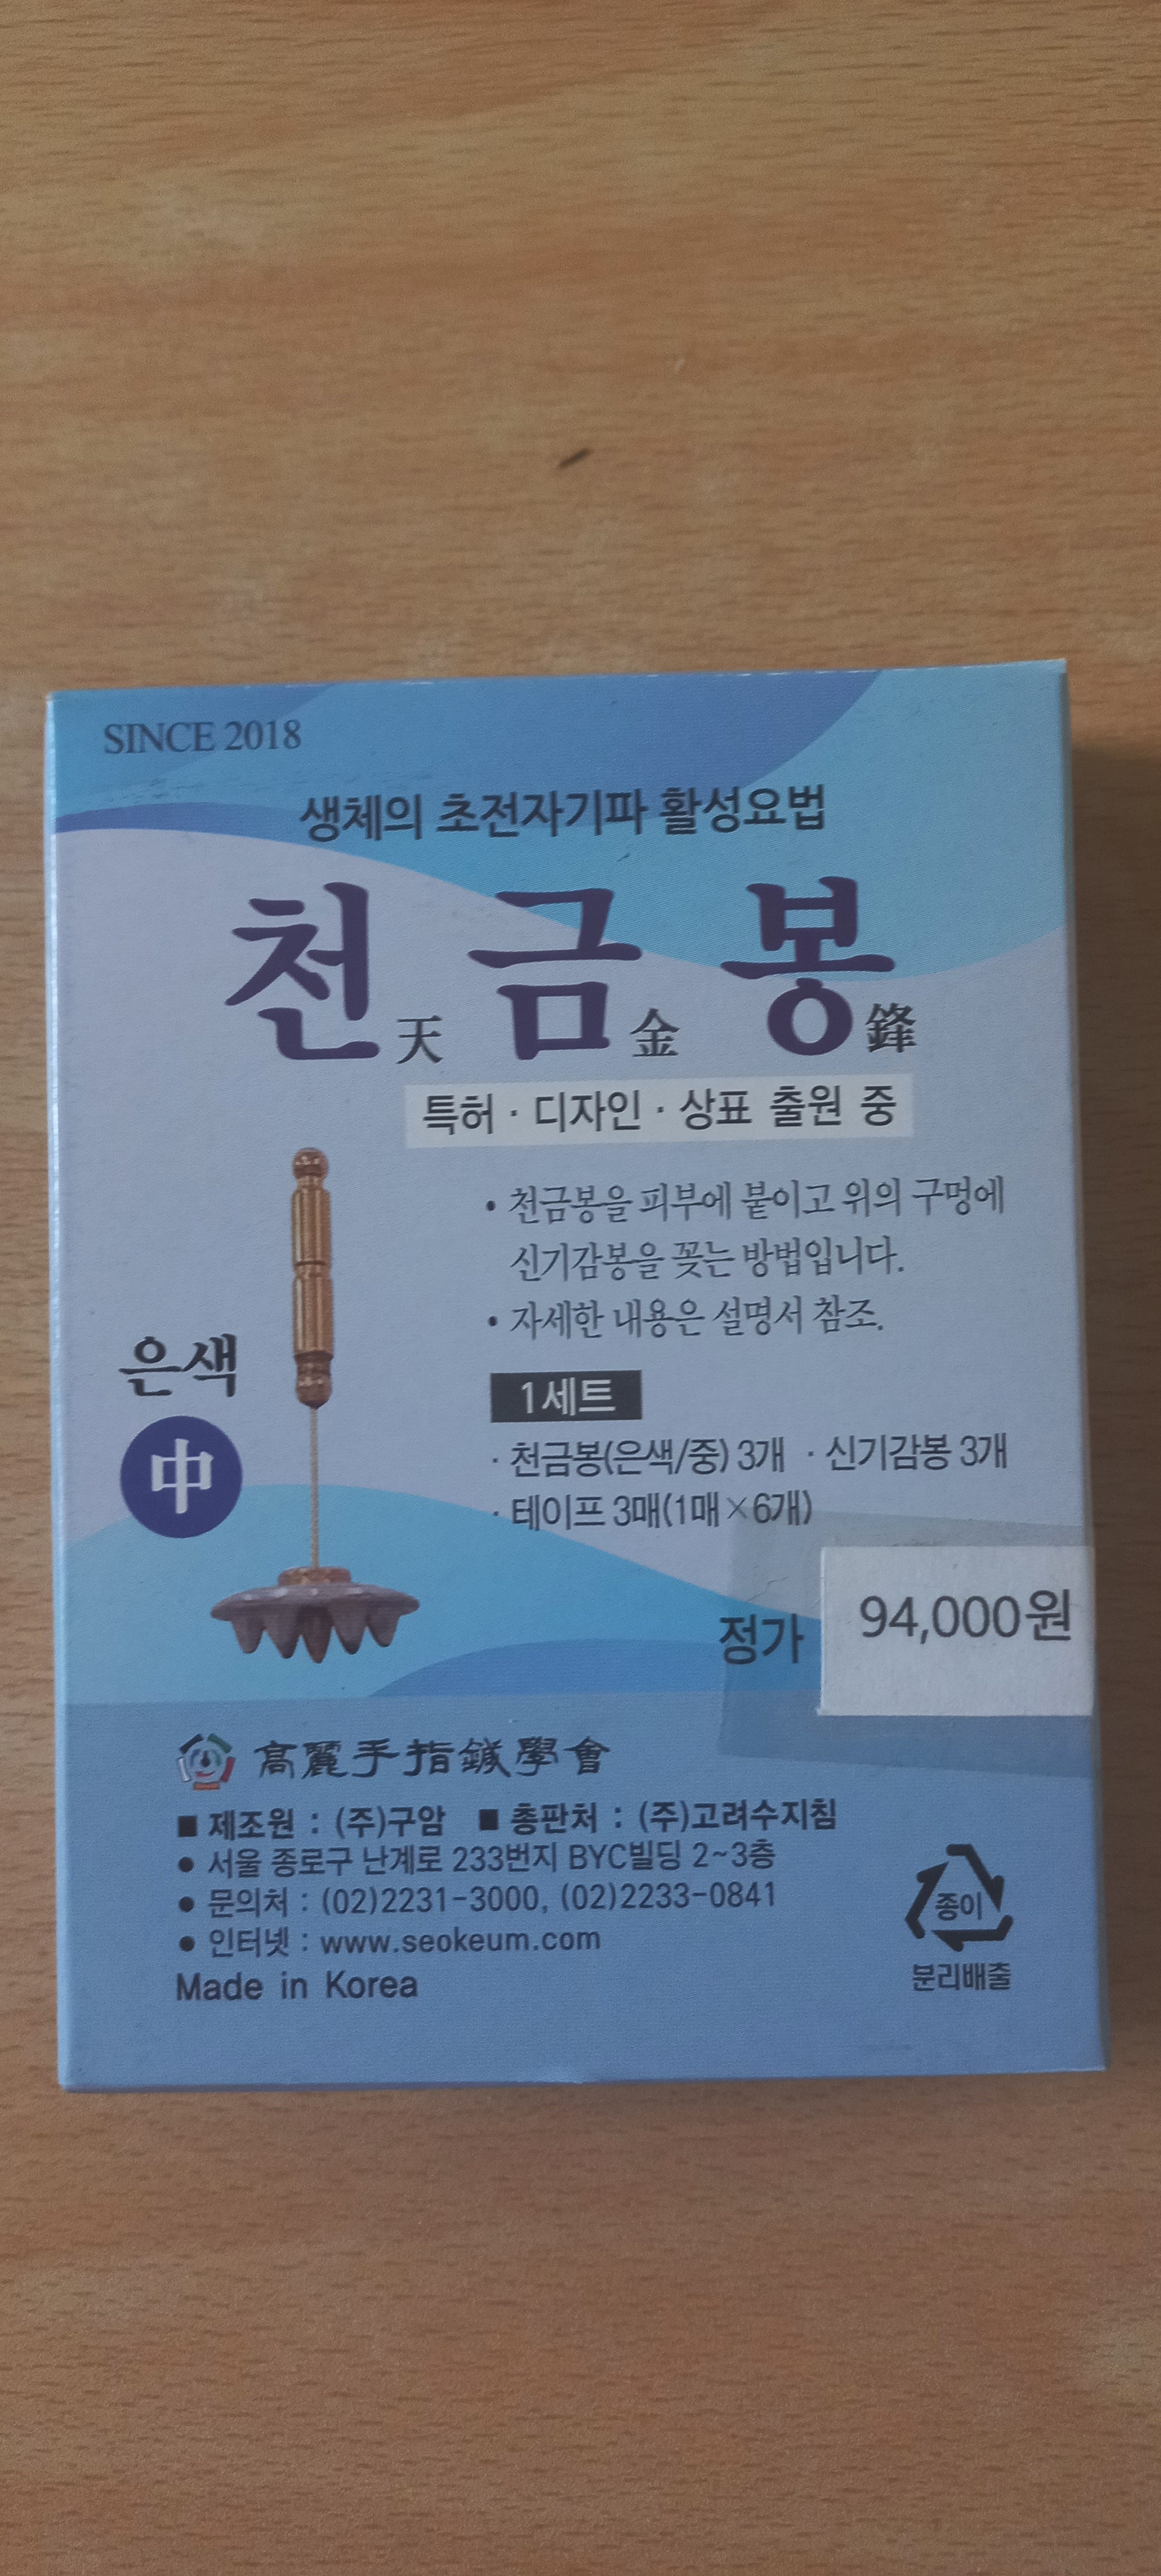 SINCE 2018
생체의 초전자기파 활성요법
천天 금金 봉鋒
특허 · 디자인 · 상표 출원 중
• 천금봉을 피부에 붙이고 위의 구멍에
신기감봉을 꽂는 방법입니다.
• 자세한 내용은 설명서 참조.
은색
中
1세트
· 천금봉(은색/중) 3개 · 신기감봉 3개
· 테이프 3매(1매×6개)
정가 94,000원
高麗手指鍼學會
■ 제조원 : (주)구암 ■ 총판처 : (주)고려수지침
● 서울 종로구 난계로 233번지 BYC빌딩 2~3층
● 문의처 : (02)2231-3000, (02)2233-0841
● 인터넷 : www.seokeum.com
Made in Korea
종이
분리배출